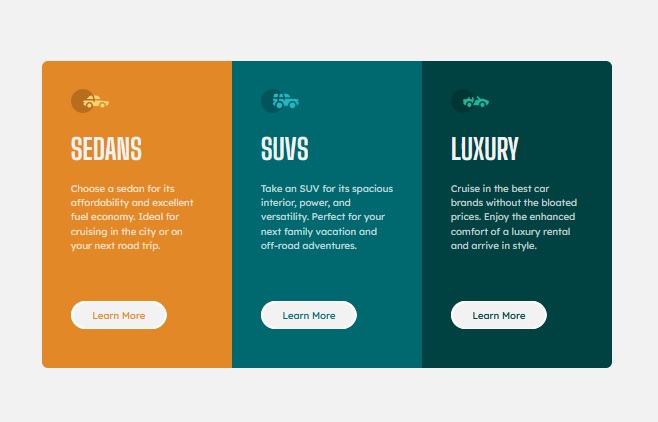 SEDANS
Choose a sedan for its
affordability and excellent
fuel economy. Ideal for
cruising in the city or on
your next road trip.
Learn More
SUVS
Take an SUV for its spacious
interior, power, and
versatility. Perfect for your
next family vacation and
off-road adventures.
Learn More
LUXURY
Cruise in the best car
brands without the bloated
prices. Enjoy the enhanced
comfort of a luxury rental
and arrive in style.
Learn More